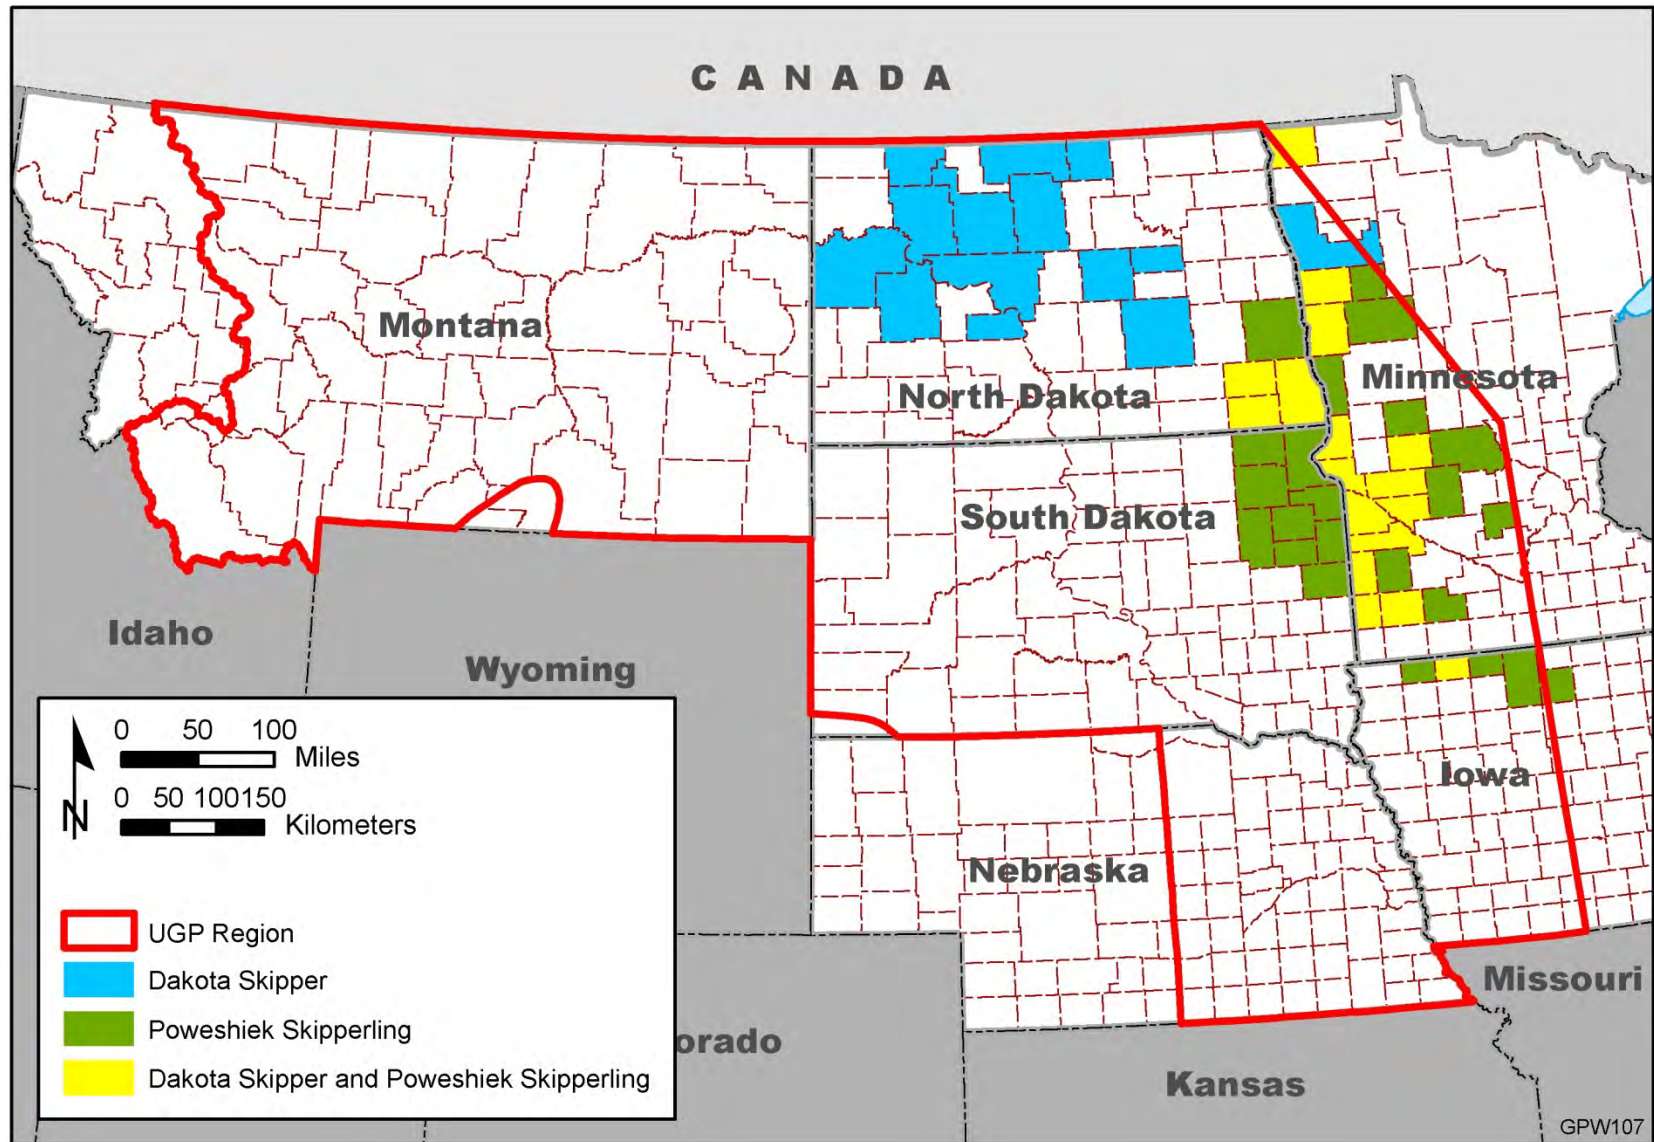 CANADA
Montana
North Dakota
Minnesota
South Dakota
Idaho
Wyoming
Iowa
Nebraska
Missouri
orado
Kansas
0 50 100
Miles
0 50 100 150
Kilometers
N
UGP Region
Dakota Skipper
Poweshiek Skipperling
Dakota Skipper and Poweshiek Skipperling
GPW107